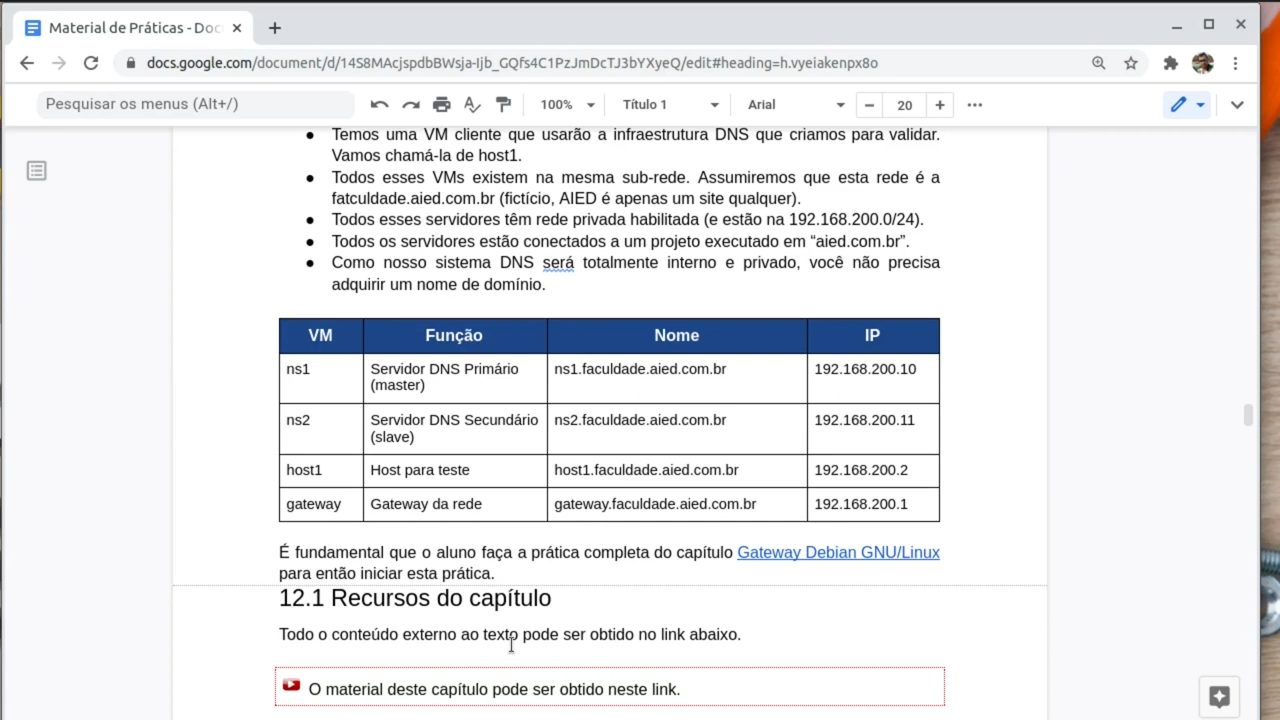 Material de Práticas - Doc
docs.google.com/document/d/14S8MAcjspdbBWsja-Ijb_GQfs4C1PzJmDcTJ3bYXyeQ/edit#heading=h.vyeiakenpx8o
Pesquisar os menus (Alt+/)
100%
Título 1
Arial
20
Temos uma VM cliente que usarão a infraestrutura DNS que criamos para validar.
Vamos chamá-la de host1.
Todos esses VMs existem na mesma sub-rede. Assumiremos que esta rede é a
fatculdade.aied.com.br (fictício, AIED é apenas um site qualquer).
Todos esses servidores têm rede privada habilitada (e estão na 192.168.200.0/24).
Todos os servidores estão conectados a um projeto executado em “aied.com.br”.
Como nosso sistema DNS será totalmente interno e privado, você não precisa
adquirir um nome de domínio.
VM Função Nome IP
ns1 Servidor DNS Primário ns1.faculdade.aied.com.br 192.168.200.10
(master)
ns2 Servidor DNS Secundário ns2.faculdade.aied.com.br 192.168.200.11
(slave)
host1 Host para teste host1.faculdade.aied.com.br 192.168.200.2
gateway Gateway da rede gateway.faculdade.aied.com.br 192.168.200.1
É fundamental que o aluno faça a prática completa do capítulo Gateway Debian GNU/Linux
para então iniciar esta prática.
12.1 Recursos do capítulo
Todo o conteúdo externo ao texto pode ser obtido no link abaixo.
O material deste capítulo pode ser obtido neste link.